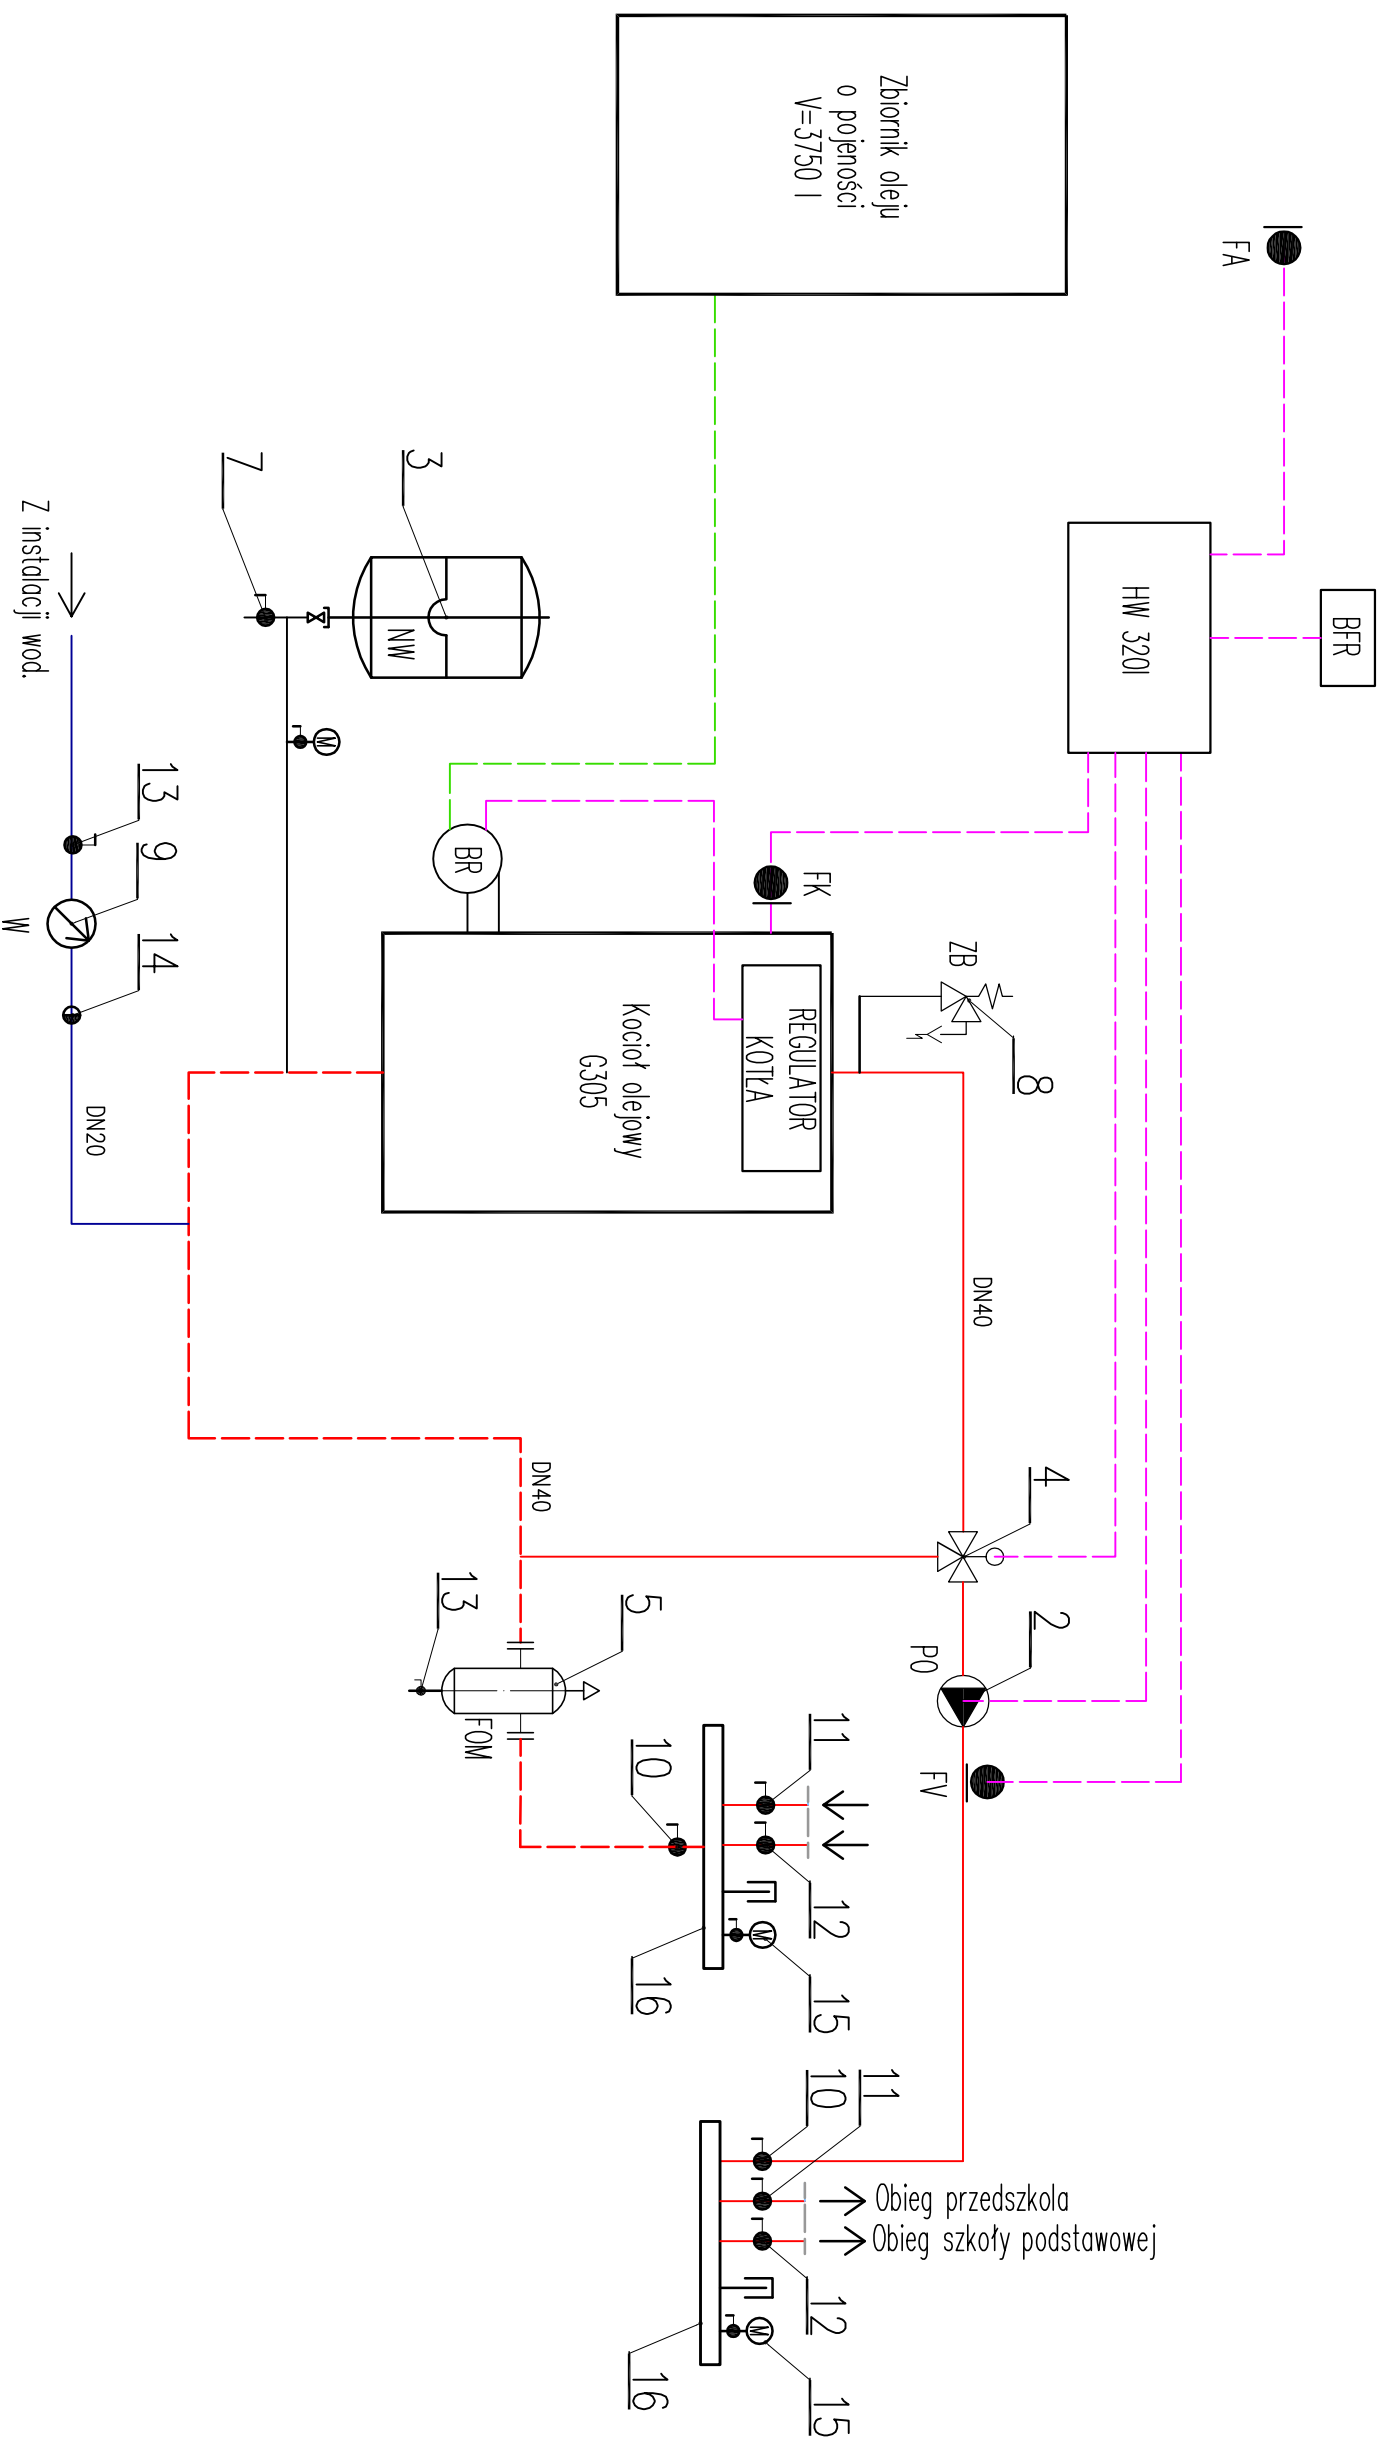 Zbiornik oleju
o pojeności
V=3750 l
FA
BFR
HW 320I
3
7
NW
Z instalacji wod.
M
13
9
14
W
DN20
BR
FK
ZB
8
REGULATOR
KOTŁA
Kocioł olejowy
G305
DN40
DN40
4
2
PO
FV
5
13
FOM
10
11
12
M
15
16
10
11
Obieg przedszkola
Obieg szkoły podstawowej
12
M
15
16